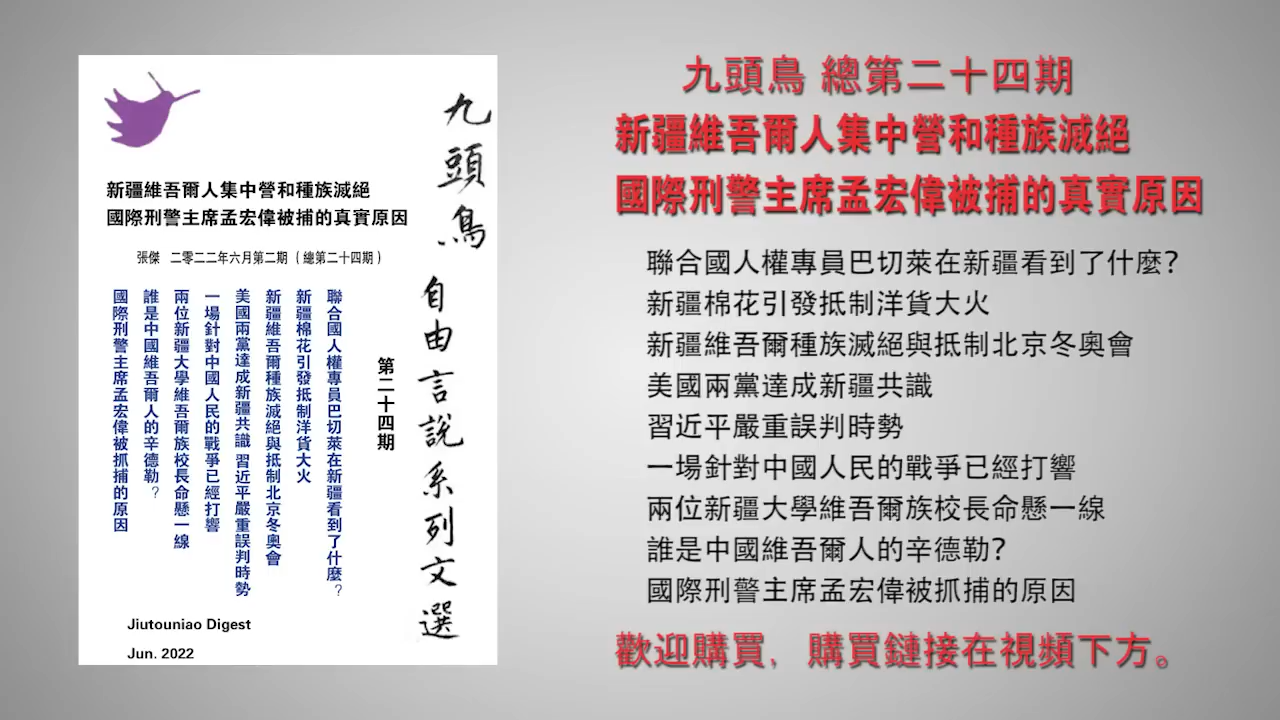 新疆維吾爾人集中營和種族滅絕
國際刑警主席孟宏偉被捕的真實原因
張傑 二零二二年六月第二期（總第二十四期）
九頭鳥
自由言說系列文選
第二十四期
聯合國人權專員巴切萊在新疆看到了什麼？
新疆棉花引發抵制洋貨大火
新疆維吾爾種族滅絕與抵制北京冬奧會
美國兩黨達成新疆共識 習近平嚴重誤判時勢
一場針對中國人民的戰爭已經打響
兩位新疆大學維吾爾族校長命懸一線
誰是中國維吾爾人的辛德勒？
國際刑警主席孟宏偉被抓捕的原因
Jiutouniao Digest
Jun. 2022
九頭鳥 總第二十四期
新疆維吾爾人集中營和種族滅絕
國際刑警主席孟宏偉被捕的真實原因
聯合國人權專員巴切萊在新疆看到了什麼？
新疆棉花引發抵制洋貨大火
新疆維吾爾種族滅絕與抵制北京冬奧會
美國兩黨達成新疆共識
習近平嚴重誤判時勢
一場針對中國人民的戰爭已經打響
兩位新疆大學維吾爾族校長命懸一線
誰是中國維吾爾人的辛德勒？
國際刑警主席孟宏偉被抓捕的原因
歡迎購買，購買鏈接在視頻下方。